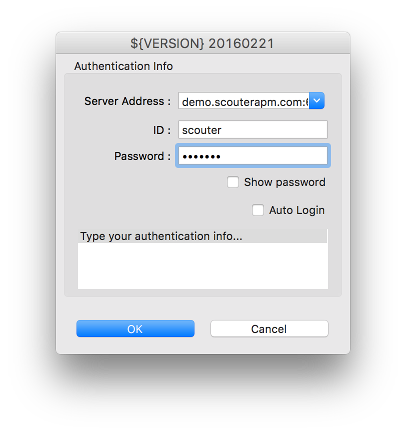 ${VERSION} 20160221
Authentication Info
Server Address :
demo.scouterapm.com:
ID :
scouter
Password :
•••••••
Show password
Auto Login
Type your authentication info...
OK
Cancel